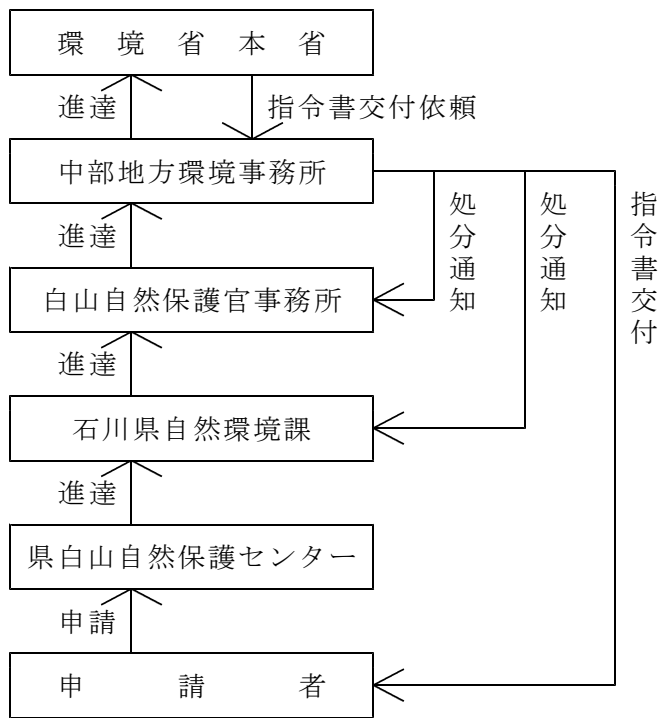 環境省本省
進達
指令書交付依頼
中部地方環境事務所
処分通知
処分通知
指令書交付
進達
白山自然保護官事務所
進達
石川県自然環境課
進達
県白山自然保護センター
申請
申請者